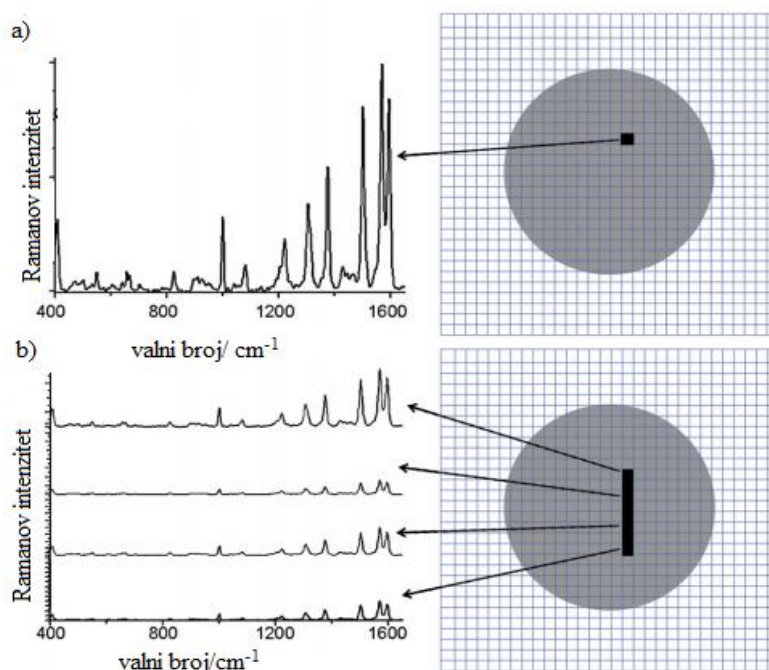 a)
Ramanov intenzitet
400 800 1200 1600
valni broj/ cm⁻¹
b)
Ramanov intenzitet
400 800 1200 1600
valni broj/cm⁻¹